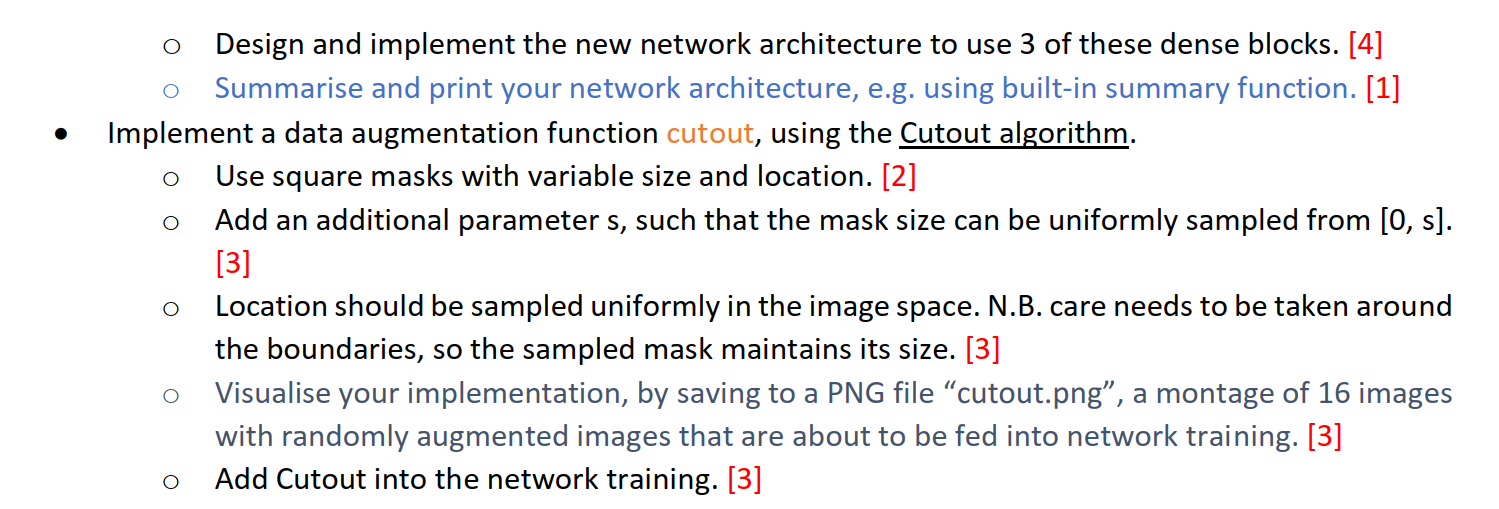 ○ Design and implement the new network architecture to use 3 of these dense blocks. [4]
○ Summarise and print your network architecture, e.g. using built-in summary function. [1]
● Implement a data augmentation function cutout, using the Cutout algorithm.
○ Use square masks with variable size and location. [2]
○ Add an additional parameter s, such that the mask size can be uniformly sampled from [0, s].
[3]
○ Location should be sampled uniformly in the image space. N.B. care needs to be taken around
the boundaries, so the sampled mask maintains its size. [3]
○ Visualise your implementation, by saving to a PNG file “cutout.png”, a montage of 16 images
with randomly augmented images that are about to be fed into network training. [3]
○ Add Cutout into the network training. [3]